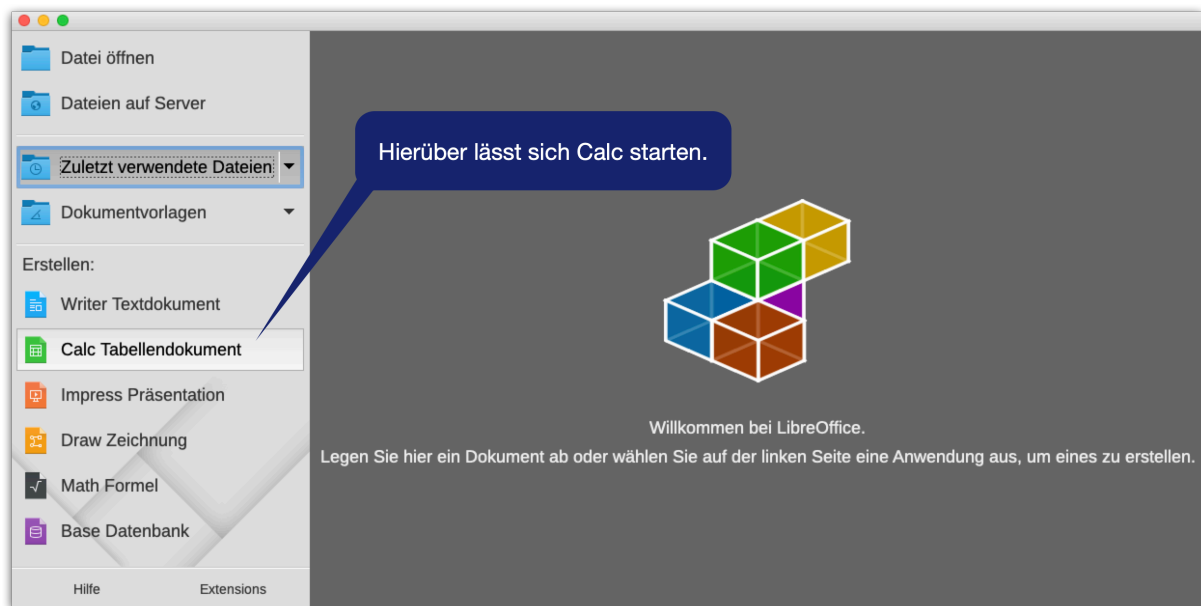 Datei öffnen
Dateien auf Server
Zuletzt verwendete Dateien
Dokumentvorlagen
Erstellen:
Writer Textdokument
Calc Tabellendokument
Impress Präsentation
Draw Zeichnung
Math Formel
Base Datenbank
Hilfe Extensions
Hierüber lässt sich Calc starten.
Willkommen bei LibreOffice.
Legen Sie hier ein Dokument ab oder wählen Sie auf der linken Seite eine Anwendung aus, um eines zu erstellen.